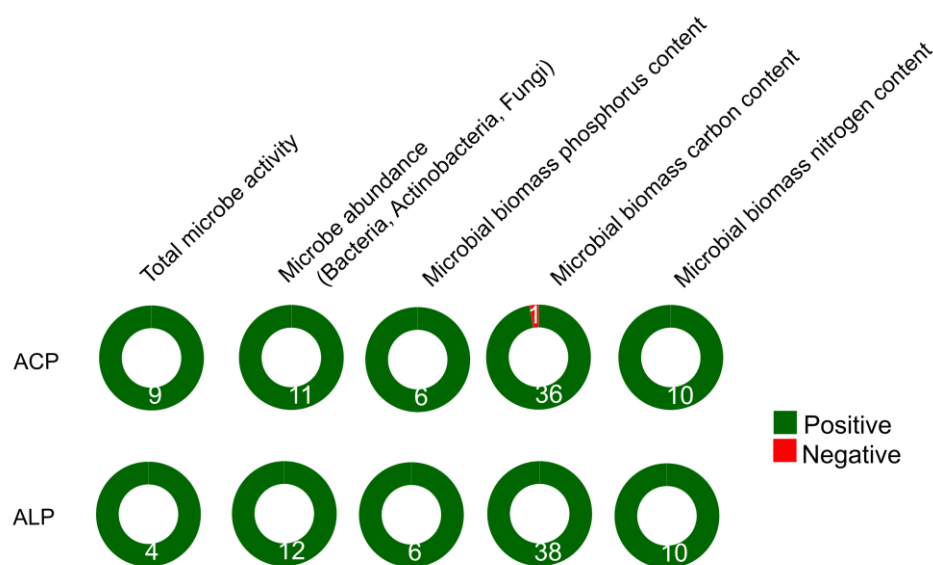 Total microbe activity
Microbe abundance
(Bacteria, Actinobacteria, Fungi)
Microbial biomass phosphorus content
Microbial biomass carbon content
Microbial biomass nitrogen content
ACP
9
11
6
1
36
10
Positive
Negative
ALP
4
12
6
38
10